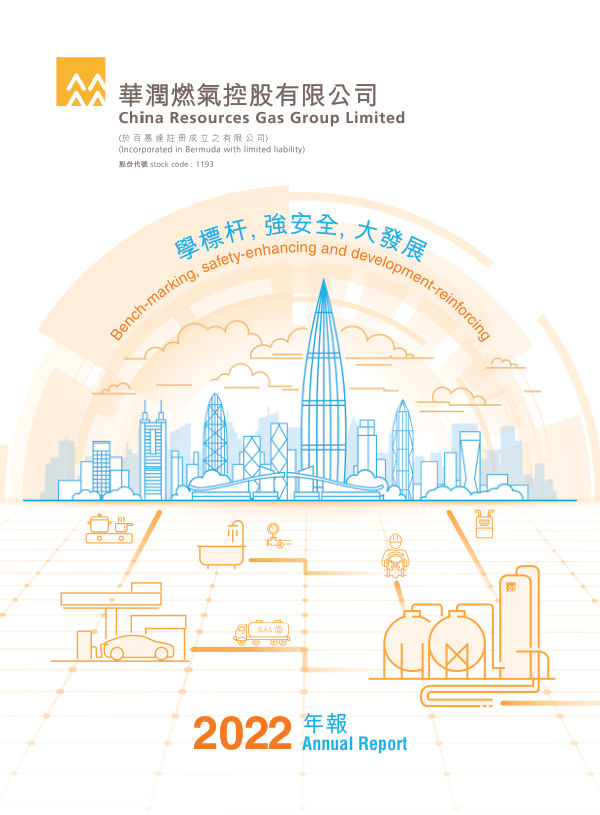 華潤燃氣控股有限公司
China Resources Gas Group Limited
(於百慕達註冊成立之有限公司)
(Incorporated in Bermuda with limited liability)
股份代號 stock code : 1193
學標杆, 強安全, 大發展
Bench-marking, safety-enhancing and development-reinforcing
GAS
2022 年報
Annual Report